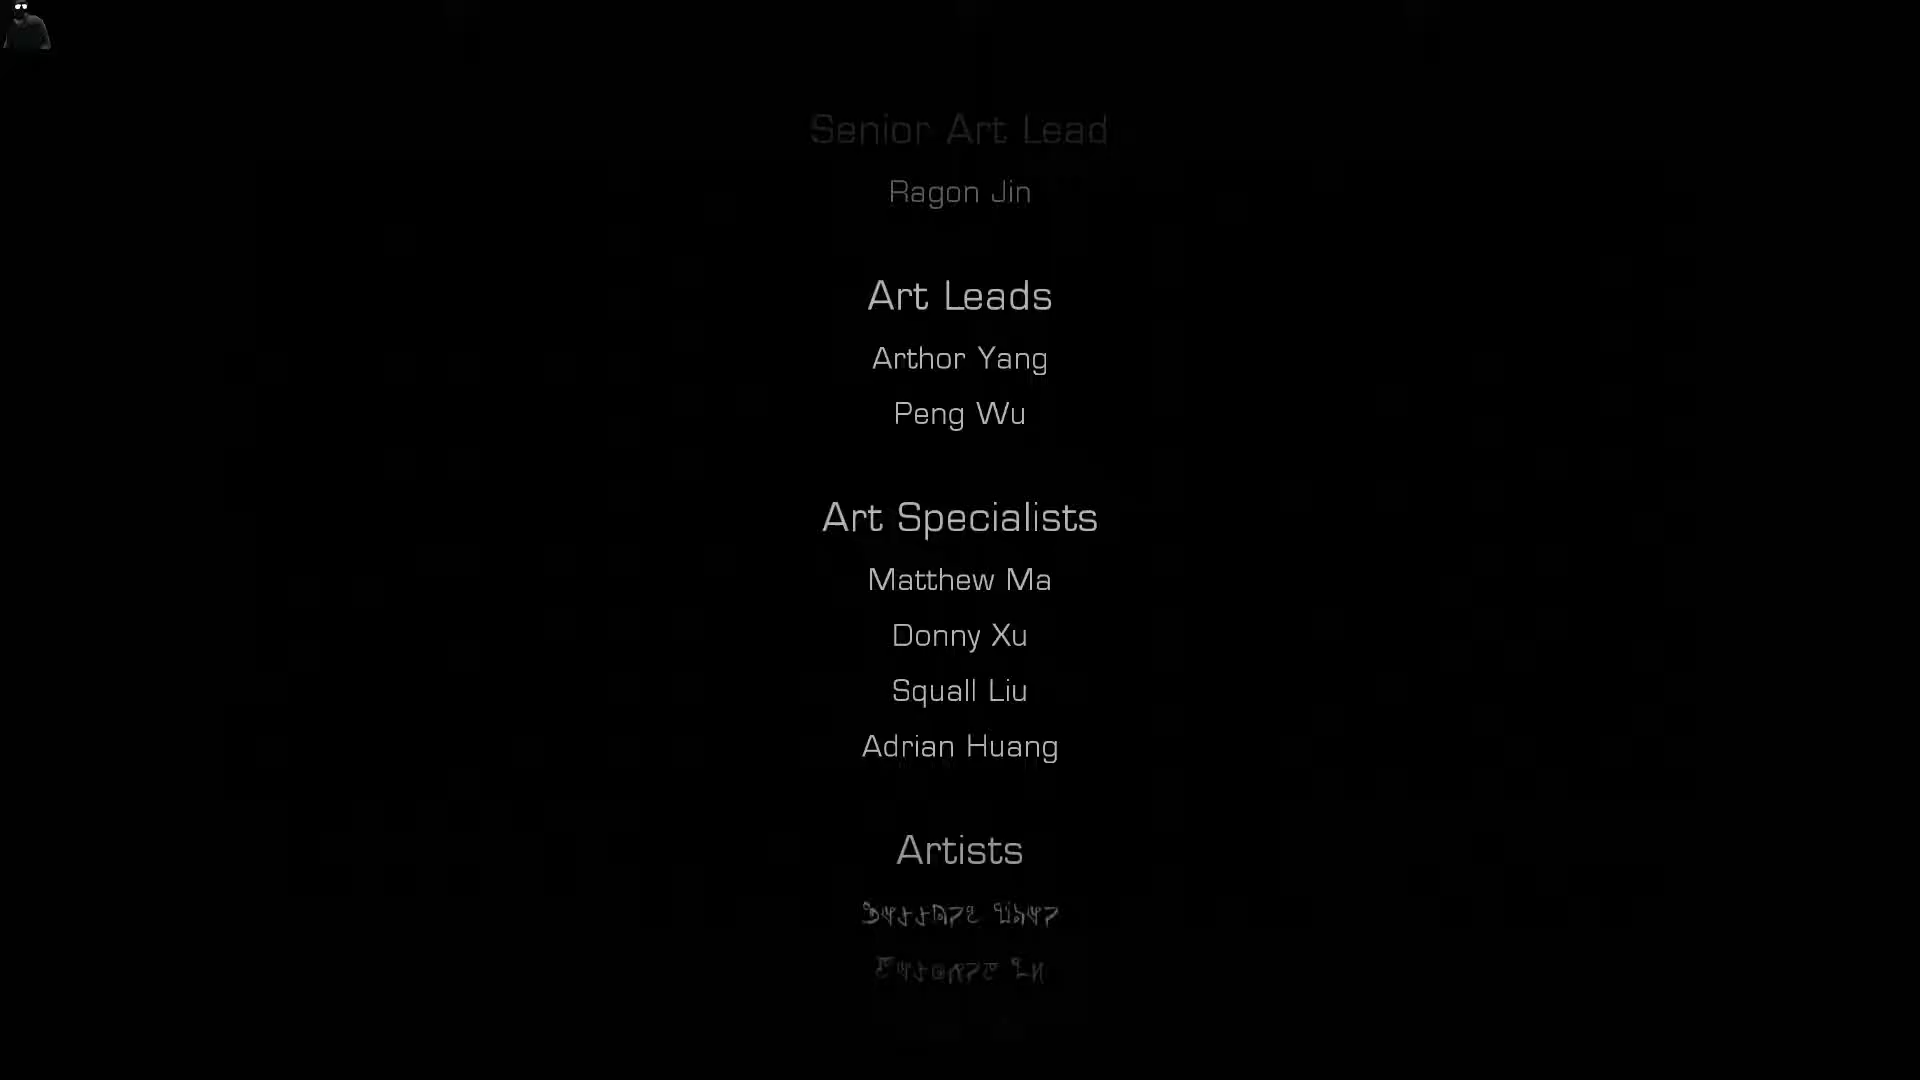 Senior Art Lead
Ragon Jin
Art Leads
Arthor Yang
Peng Wu
Art Specialists
Matthew Ma
Donny Xu
Squall Liu
Adrian Huang
Artists